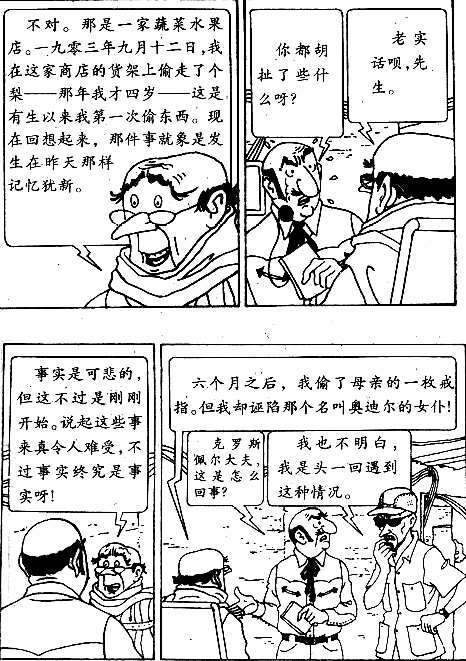 不对。那是一家蔬菜水果
店。一九零三年九月十二日，我
在这家商店的货架上偷走了个
梨——那年我才四岁——这是
有生以来我第一次偷东西。现
在回想起来，那件事就象是发
生在昨天那样
记忆犹新。
你都胡
扯了些什
么呀？
老实
话呗，先
生。
事实是可悲的，
但这不过是刚刚
开始。说起这些事
来真令人难受，不
过事实终究是事
实呀！
六个月之后，我偷了母亲的一枚戒
指。但我却诬陷那个名叫奥迪尔的女仆！
克罗斯
佩尔大夫，
这是怎么
回事？
我也不明白，
我是头一回遇到
这种情况。